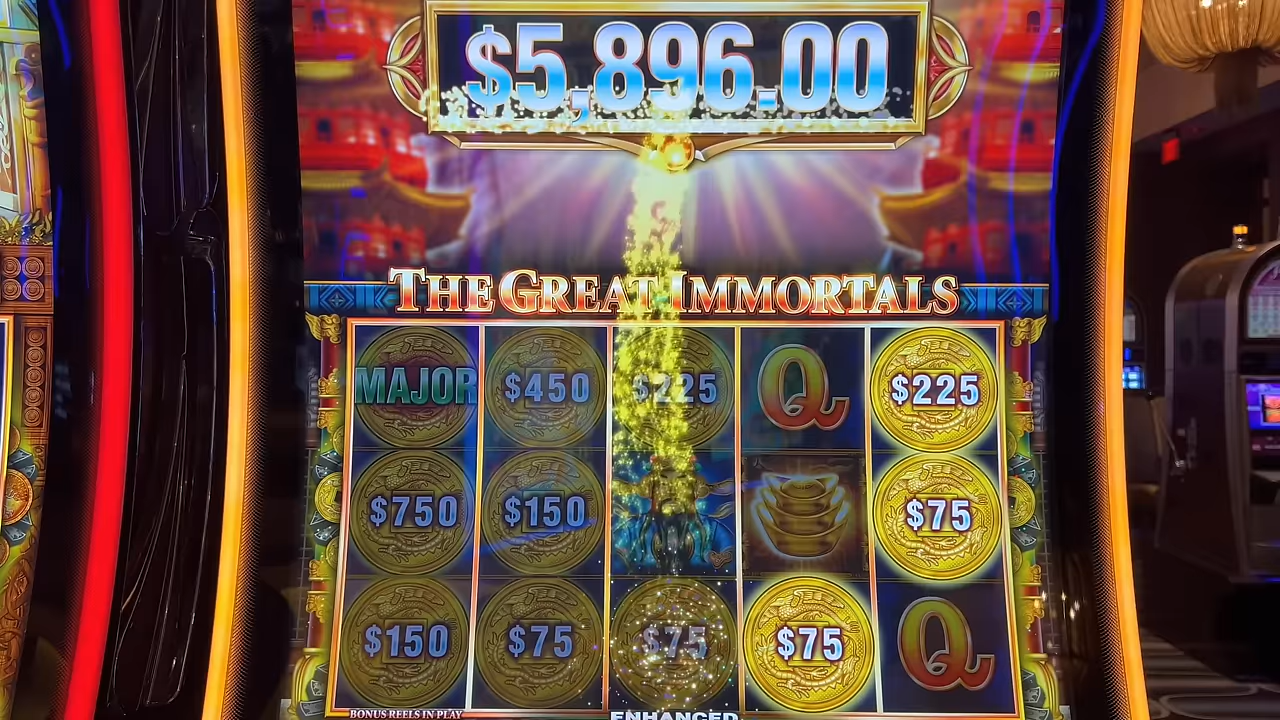 $5,896.00
THE GREAT IMMORTALS
MAJOR $450 $225 Q $225
$750 $150 $75
$150 $75 $75 $75 Q
BONUS REELS IN PLAY
ENHANCED